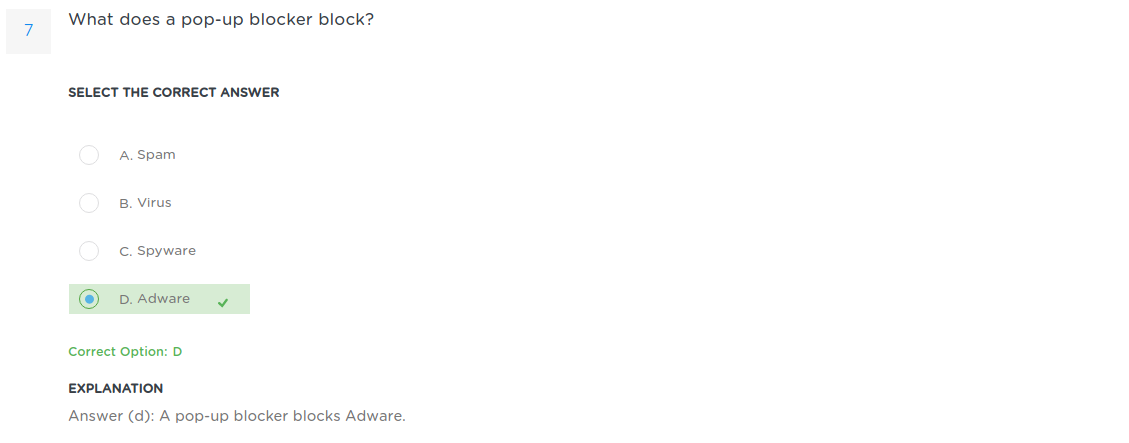 7
What does a pop-up blocker block?
SELECT THE CORRECT ANSWER
A. Spam
B. Virus
C. Spyware
D. Adware
Correct Option: D
EXPLANATION
Answer (d): A pop-up blocker blocks Adware.